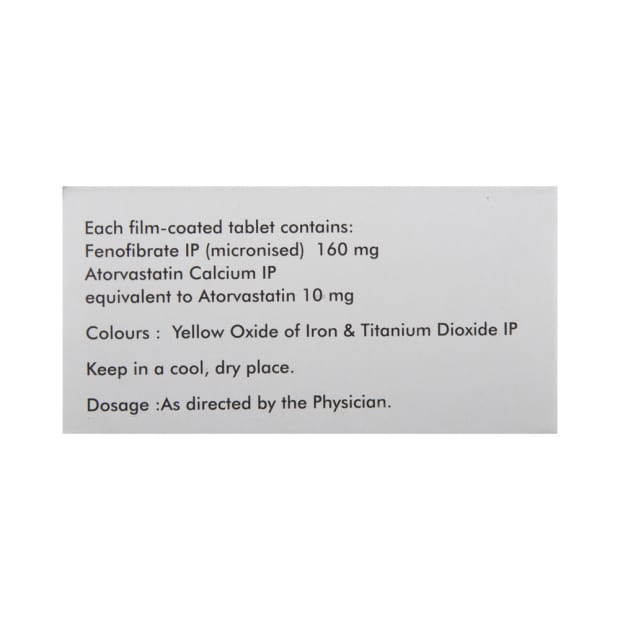 Each film-coated tablet contains:
Fenofibrate IP (micronised)  160 mg
Atorvastatin Calcium IP
equivalent to Atorvastatin 10 mg
Colours :  Yellow Oxide of Iron & Titanium Dioxide IP
Keep in a cool, dry place.
Dosage :As directed by the Physician.